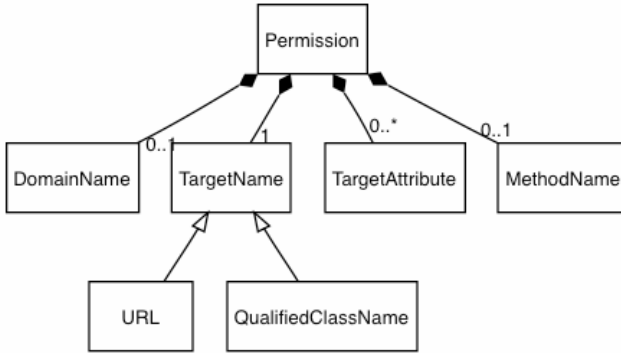 Permission
0..1
1
0..*
0..1
DomainName
TargetName
TargetAttribute
MethodName
URL
QualifiedClassName